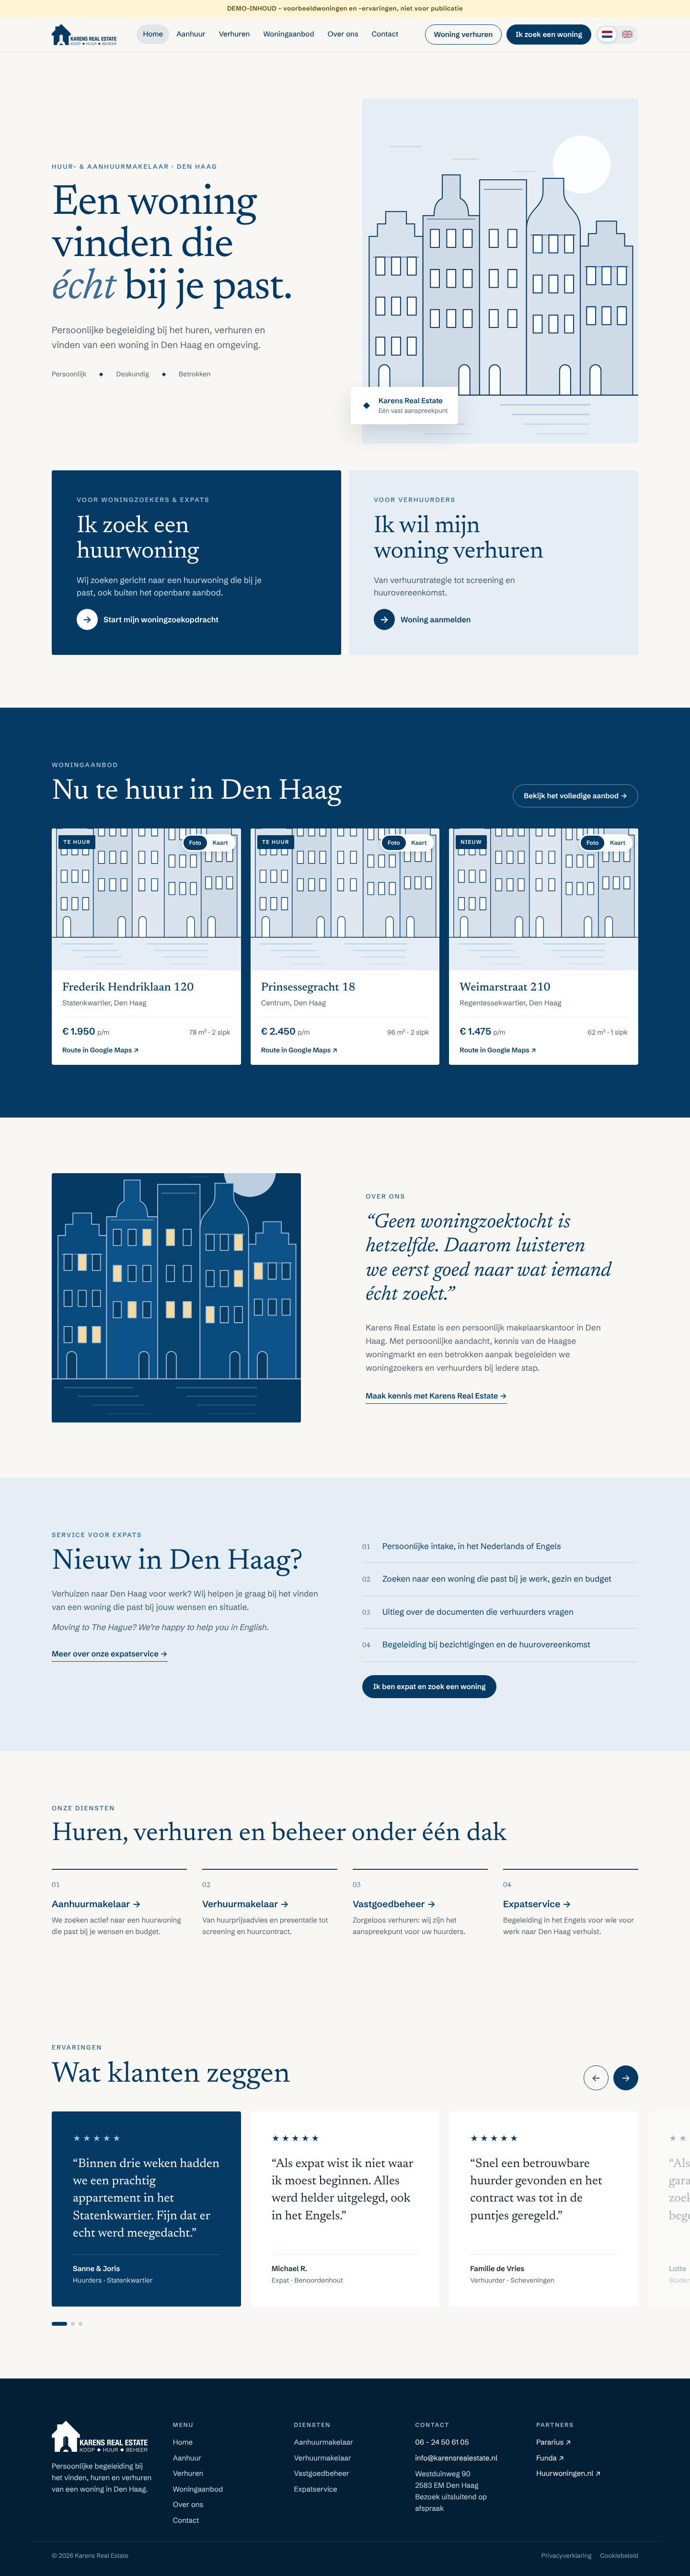 DEMO-INHOUD – voorbeeldwoningen en -ervaringen, niet voor publicatie
KARENS REAL ESTATE
KOOP ◆ HUUR ◆ BEHEER
Home
Aanhuur
Verhuren
Woningaanbod
Over ons
Contact
Woning verhuren
Ik zoek een woning
HUUR- & AANHUURMAKELAAR · DEN HAAG
Een woning
vinden die
écht bij je past.
Persoonlijke begeleiding bij het huren, verhuren en
vinden van een woning in Den Haag en omgeving.
Persoonlijk ◆ Deskundig ◆ Betrokken
Karens Real Estate
Eén vast aanspreekpunt
VOOR WONINGZOEKERS & EXPATS
Ik zoek een
huurwoning
Wij zoeken gericht naar een huurwoning die bij je
past, ook buiten het openbare aanbod.
→ Start mijn woningzoekopdracht
VOOR VERHUURDERS
Ik wil mijn
woning verhuren
Van verhuurstrategie tot screening en
huurovereenkomst.
→ Woning aanmelden
WONINGAANBOD
Nu te huur in Den Haag
Bekijk het volledige aanbod →
TE HUUR
Foto Kaart
Frederik Hendriklaan 120
Statenkwartier, Den Haag
€ 1.950 p/m
78 m² · 2 slpk
Route in Google Maps ↗
TE HUUR
Foto Kaart
Prinsessegracht 18
Centrum, Den Haag
€ 2.450 p/m
96 m² · 2 slpk
Route in Google Maps ↗
NIEUW
Foto Kaart
Weimarstraat 210
Regentessekwartier, Den Haag
€ 1.475 p/m
62 m² · 1 slpk
Route in Google Maps ↗
OVER ONS
“Geen woningzoektocht is
hetzelfde. Daarom luisteren
we eerst goed naar wat iemand
écht zoekt.”
Karens Real Estate is een persoonlijk makelaarskantoor in Den
Haag. Met persoonlijke aandacht, kennis van de Haagse
woningmarkt en een betrokken aanpak begeleiden we
woningzoekers en verhuurders bij iedere stap.
Maak kennis met Karens Real Estate →
SERVICE VOOR EXPATS
Nieuw in Den Haag?
Verhuizen naar Den Haag voor werk? Wij helpen je graag bij het vinden
van een woning die past bij jouw wensen en situatie.
Moving to The Hague? We're happy to help you in English.
Meer over onze expatservice →
01 Persoonlijke intake, in het Nederlands of Engels
02 Zoeken naar een woning die past bij je werk, gezin en budget
03 Uitleg over de documenten die verhuurders vragen
04 Begeleiding bij bezichtigingen en de huurovereenkomst
Ik ben expat en zoek een woning
ONZE DIENSTEN
Huren, verhuren en beheer onder één dak
01
Aanhuurmakelaar →
We zoeken actief naar een huurwoning
die past bij je wensen en budget.
02
Verhuurmakelaar →
Van huurprijsadvies en presentatie tot
screening en huurcontract.
03
Vastgoedbeheer →
Zorgeloos verhuren: wij zijn het
aanspreekpunt voor uw huurders.
04
Expatservice →
Begeleiding in het Engels voor wie voor
werk naar Den Haag verhuist.
ERVARINGEN
Wat klanten zeggen
← →
★★★★★
“Binnen drie weken hadden
we een prachtig
appartement in het
Statenkwartier. Fijn dat er
echt werd meegedacht.”
Sanne & Joris
Huurders · Statenkwartier
★★★★★
“Als expat wist ik niet waar
ik moest beginnen. Alles
werd helder uitgelegd, ook
in het Engels.”
Michael R.
Expat · Benoordenhout
★★★★★
“Snel een betrouwbare
huurder gevonden en het
contract was tot in de
puntjes geregeld.”
Familie de Vries
Verhuurder · Scheveningen
★★
“Als
Lotte
KARENS REAL ESTATE
KOOP ◆ HUUR ◆ BEHEER
Persoonlijke begeleiding bij
het vinden, huren en verhuren
van een woning in Den Haag.
MENU
Home
Aanhuur
Verhuren
Woningaanbod
Over ons
Contact
DIENSTEN
Aanhuurmakelaar
Verhuurmakelaar
Vastgoedbeheer
Expatservice
CONTACT
06 - 24 50 61 05
info@karensrealestate.nl
Westduinweg 90
2583 EM Den Haag
Bezoek uitsluitend op
afspraak
PARTNERS
Pararius ↗
Funda ↗
Huurwoningen.nl ↗
© 2026 Karens Real Estate
Privacyverklaring
Cookiebeleid